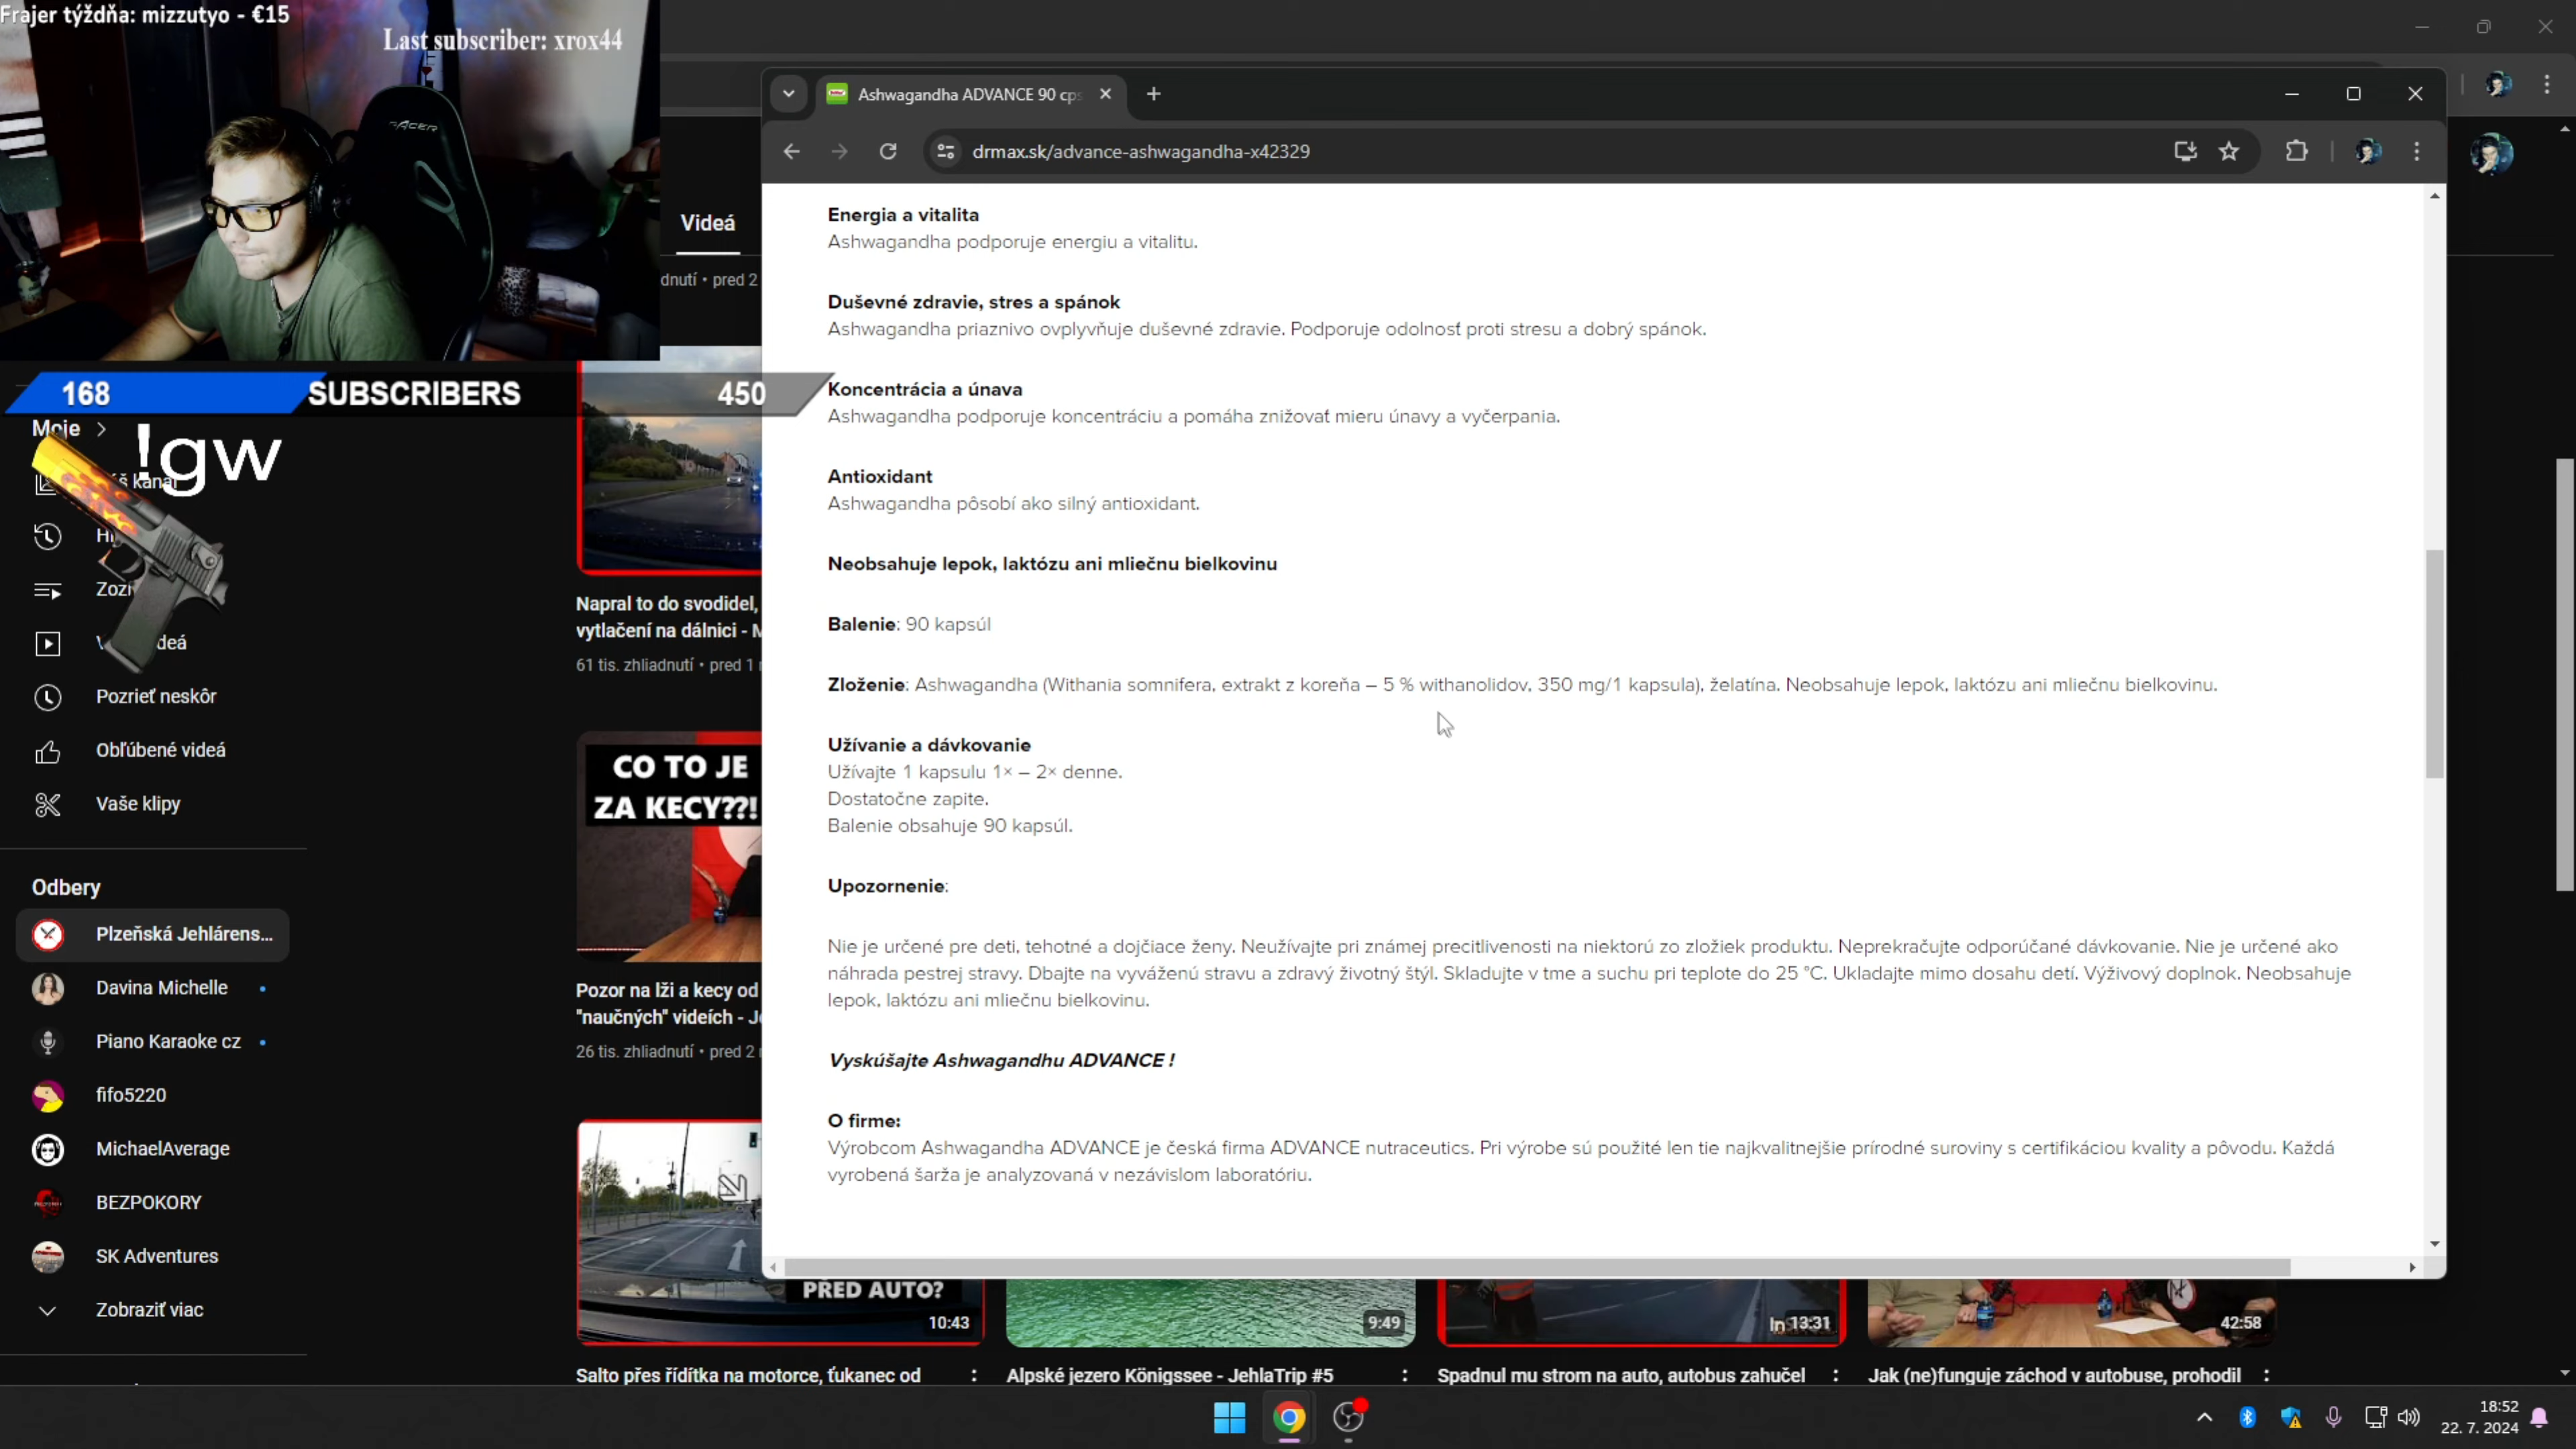 Frajer týždňa: mizzutyo - €15
Last subscriber: xrox44
168 SUBSCRIBERS 450
!gw
Moje
kanál
Pozrieť neskôr
Obľúbené videá
Vaše klipy
Odbery
Plzeňská Jehlárens...
Davina Michelle
Piano Karaoke cz
fifo5220
MichaelAverage
BEZPOKORY
SK Adventures
Zobraziť viac
Videá
dnutí • pred 2
Napral to do svodidel,
vytlačení na dálnici - M
61 tis. zhliadnutí • pred 1
CO TO JE
ZA KECY??!
Pozor na lži a kecy od
"naučných" videích - Je
26 tis. zhliadnutí • pred 2
PŘED AUTO?
10:43
Salto přes řídítka na motorce, ťukanec od
9:49
Alpské jezero Königssee - JehlaTrip #5
13:31
Spadnul mu strom na auto, autobus zahučel
42:58
Jak (ne)funguje záchod v autobuse, prohodil
Ashwagandha ADVANCE 90 cps
drmax.sk/advance-ashwagandha-x42329
Energia a vitalita
Ashwagandha podporuje energiu a vitalitu.
Duševné zdravie, stres a spánok
Ashwagandha priaznivo ovplyvňuje duševné zdravie. Podporuje odolnosť proti stresu a dobrý spánok.
Koncentrácia a únava
Ashwagandha podporuje koncentráciu a pomáha znižovať mieru únavy a vyčerpania.
Antioxidant
Ashwagandha pôsobí ako silný antioxidant.
Neobsahuje lepok, laktózu ani mliečnu bielkovinu
Balenie: 90 kapsúl
Zloženie: Ashwagandha (Withania somnifera, extrakt z koreňa – 5 % withanolidov, 350 mg/1 kapsula), želatína. Neobsahuje lepok, laktózu ani mliečnu bielkovinu.
Užívanie a dávkovanie
Užívajte 1 kapsulu 1× – 2× denne.
Dostatočne zapite.
Balenie obsahuje 90 kapsúl.
Upozornenie:
Nie je určené pre deti, tehotné a dojčiace ženy. Neužívajte pri známej precitlivenosti na niektorú zo zložiek produktu. Neprekračujte odporúčané dávkovanie. Nie je určené ako
náhrada pestrej stravy. Dbajte na vyváženú stravu a zdravý životný štýl. Skladujte v tme a suchu pri teplote do 25 °C. Ukladajte mimo dosahu detí. Výživový doplnok. Neobsahuje
lepok, laktózu ani mliečnu bielkovinu.
Vyskúšajte Ashwagandhu ADVANCE !
O firme:
Výrobcom Ashwagandha ADVANCE je česká firma ADVANCE nutraceutics. Pri výrobe sú použité len tie najkvalitnejšie prírodné suroviny s certifikáciou kvality a pôvodu. Každá
vyrobená šarža je analyzovaná v nezávislom laboratóriu.
18:52
22. 7. 2024